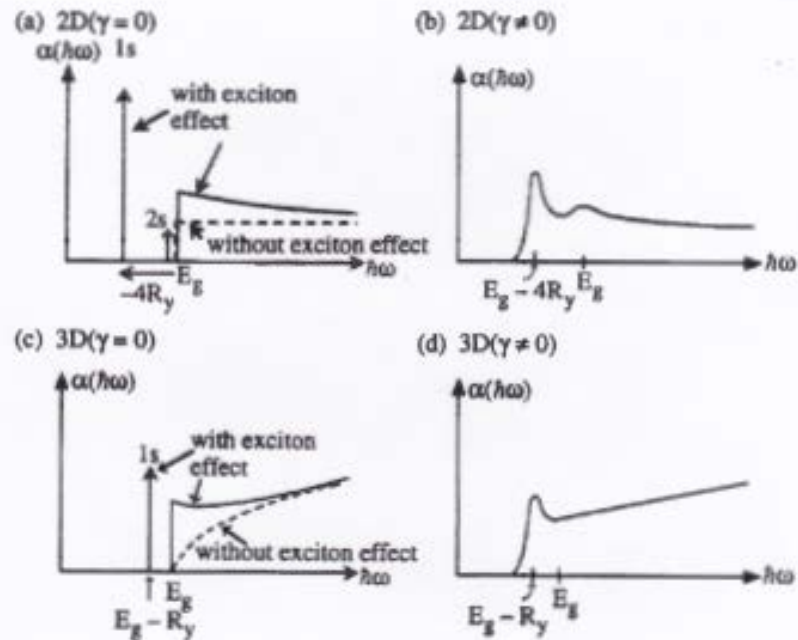 (a) 2D(γ = 0)
α(ħω) 1s
with exciton
effect
2s
without exciton effect
E_g
ħω
−4R_y
(b) 2D(γ ≠ 0)
α(ħω)
ħω
E_g − 4R_y E_g
(c) 3D(γ = 0)
α(ħω)
1s
with exciton
effect
without exciton effect
ħω
E_g
E_g − R_y
(d) 3D(γ ≠ 0)
α(ħω)
ħω
E_g − R_y E_g